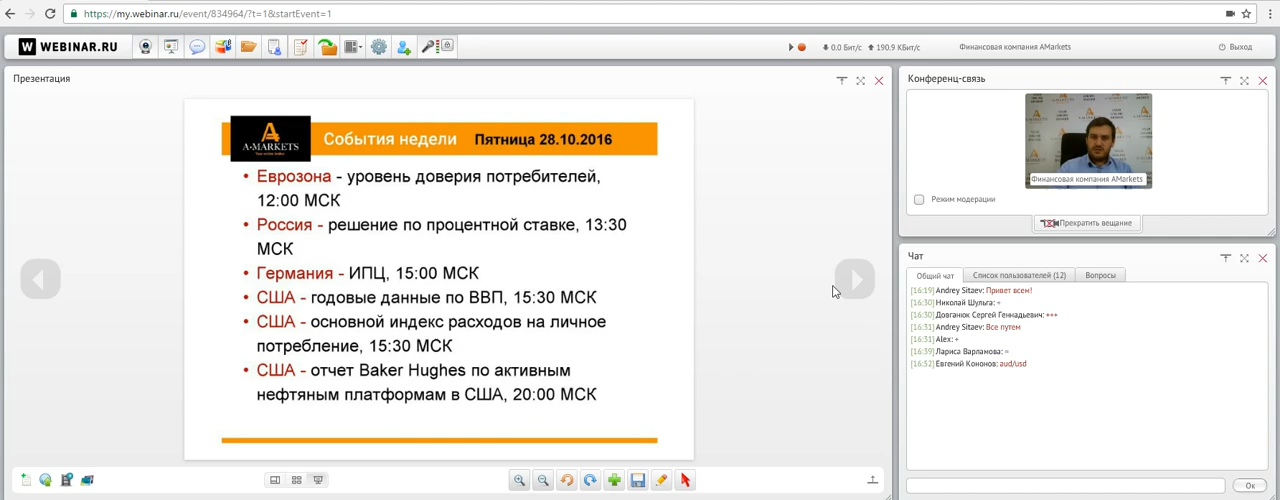 https://my.webinar.ru/event/834964/?t=1&startEvent=1
W WEBINAR.RU
0.0 Бит/с
190.9 КБит/с
Финансовая компания AMarkets
Выход
Презентация
A-MARKETS
События недели Пятница 28.10.2016
• Еврозона - уровень доверия потребителей,
12:00 МСК
• Россия - решение по процентной ставке, 13:30
МСК
• Германия - ИПЦ, 15:00 МСК
• США - годовые данные по ВВП, 15:30 МСК
• США - основной индекс расходов на личное
потребление, 15:30 МСК
• США - отчет Baker Hughes по активным
нефтяным платформам в США, 20:00 МСК
Конференц-связь
Финансовая компания AMarkets
Режим модерации
Прекратить вещание
Чат
Общий чат
Список пользователей (12)
Вопросы
[16:19] Andrey Sitaev: Привет всем!
[16:30] Николай Шульга: +
[16:30] Довганюк Сергей Геннадьевич: +++
[16:31] Andrey Sitaev: Все путем
[16:31] Alex: +
[16:39] Лариса Варламова: =
[16:52] Евгений Кононов: aud/usd
Ок